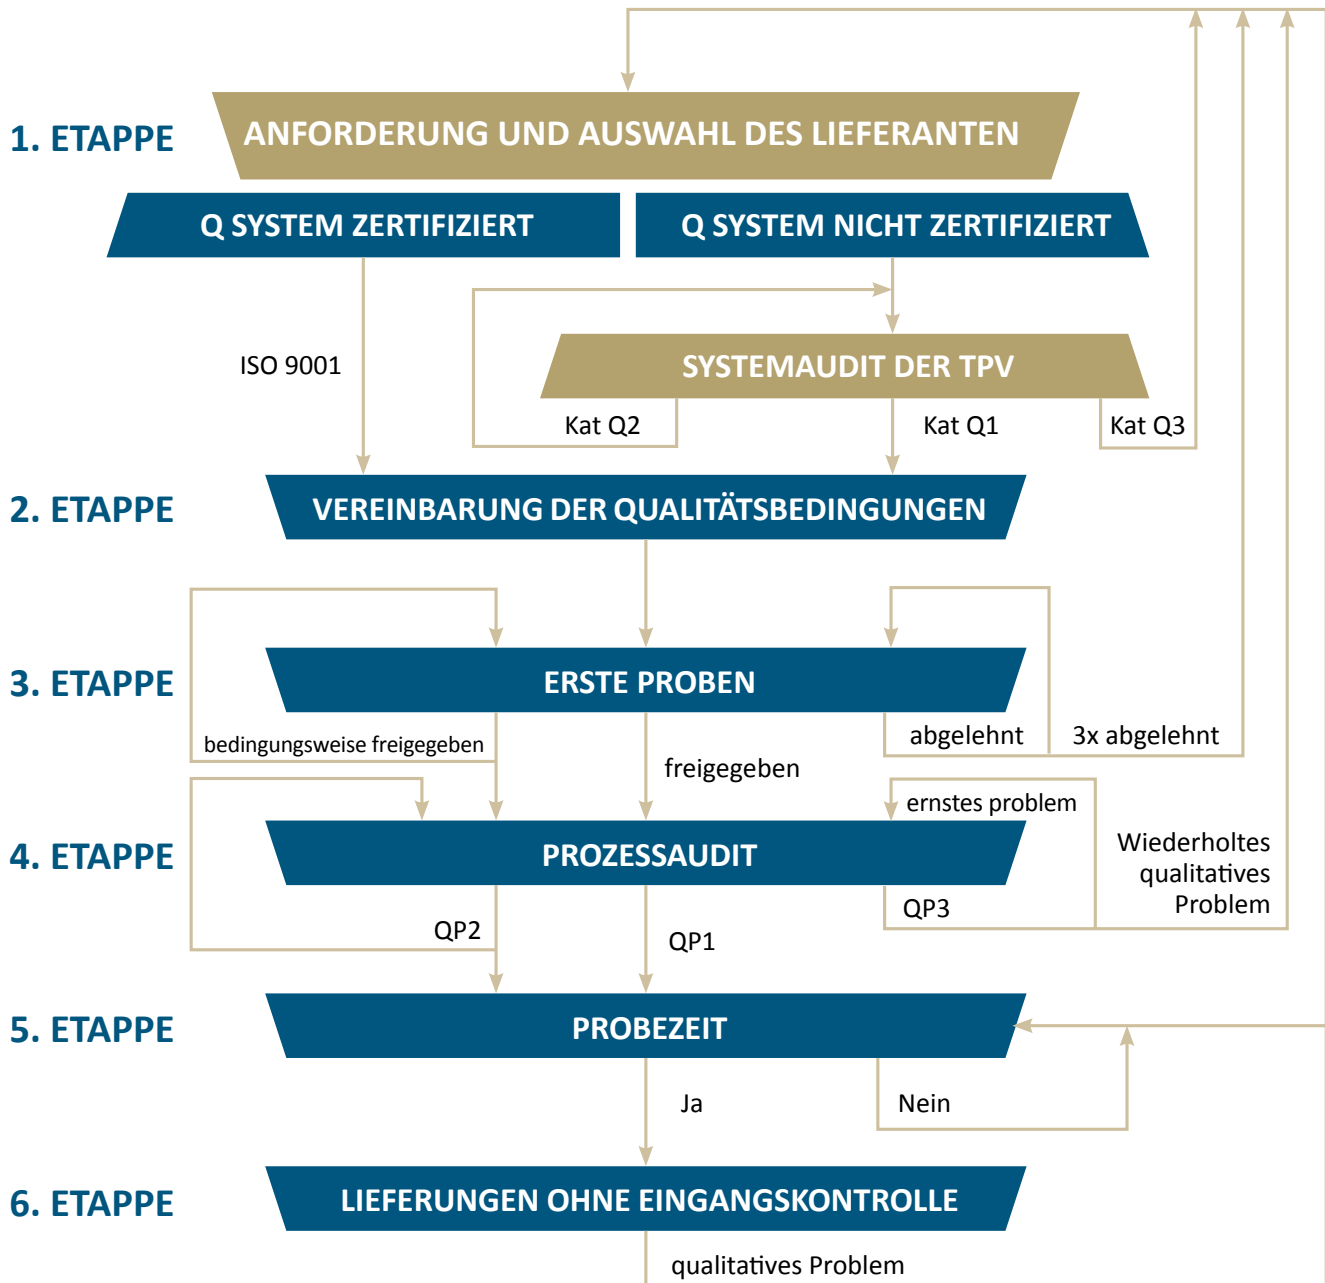 1. ETAPPE
ANFORDERUNG UND AUSWAHL DES LIEFERANTEN
Q SYSTEM ZERTIFIZIERT
Q SYSTEM NICHT ZERTIFIZIERT
ISO 9001
SYSTEMAUDIT DER TPV
Kat Q2
Kat Q1
Kat Q3
2. ETAPPE
VEREINBARUNG DER QUALITÄTSBEDINGUNGEN
3. ETAPPE
ERSTE PROBEN
bedingungsweise freigegeben
freigegeben
abgelehnt
3x abgelehnt
ernstes problem
4. ETAPPE
PROZESSAUDIT
Wiederholtes
qualitatives
Problem
QP2
QP1
QP3
5. ETAPPE
PROBEZEIT
Ja
Nein
6. ETAPPE
LIEFERUNGEN OHNE EINGANGSKONTROLLE
qualitatives Problem